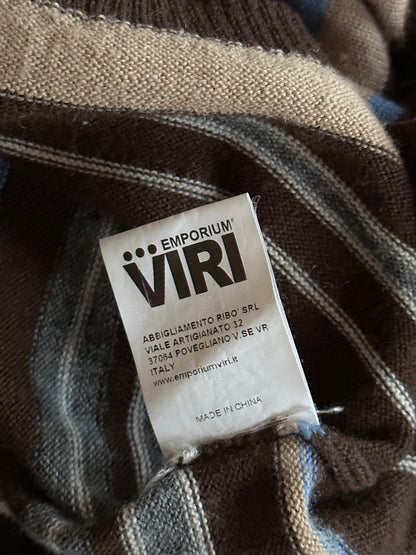 EMPORIUM®
VIRI
ABBIGLIAMENTO RIBO' SRL
VIALE ARTIGIANATO 32
37064 POVEGLIANO V.SE VR
ITALY
www.emporiumviri.it
MADE IN CHINA